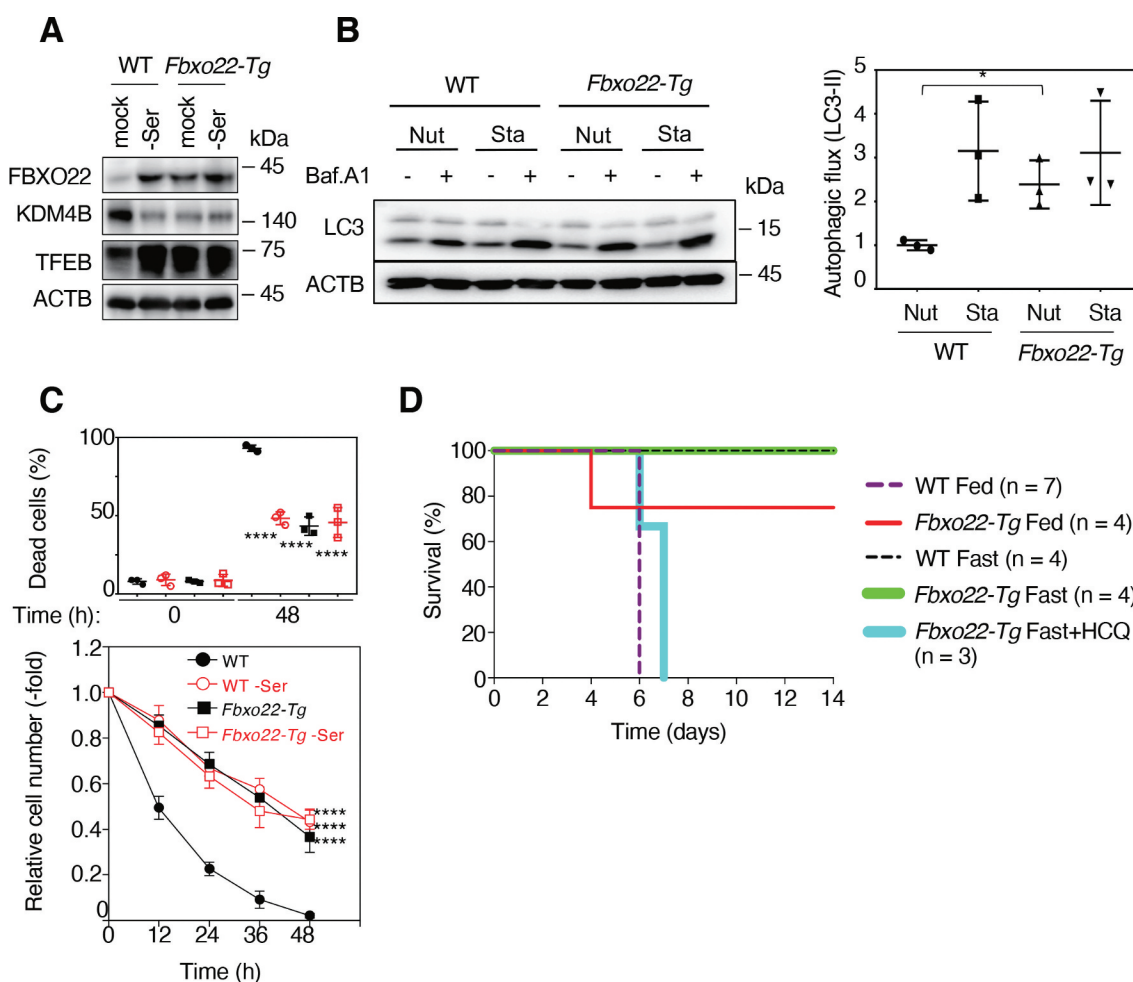 A
WT Fbxo22-Tg
mock
-Ser
mock
-Ser
kDa
FBXO22
45
KDM4B
140
TFEB
75
ACTB
45
B
WT
Fbxo22-Tg
Nut Sta Nut Sta
Baf.A1 - + - + - + - +
kDa
LC3
15
ACTB
45
Autophagic flux (LC3-II)
5
4
3
2
1
0
*
Nut Sta Nut Sta
WT Fbxo22-Tg
C
Dead cells (%)
100
50
0
****
****
****
Time (h): 0 48
Relative cell number (-fold)
1.2
1.0
0.8
0.6
0.4
0.2
0
WT
WT -Ser
Fbxo22-Tg
Fbxo22-Tg -Ser
****
****
****
0 12 24 36 48
Time (h)
D
Survival (%)
100
80
60
40
20
0
0 2 4 6 8 10 12 14
Time (days)
WT Fed (n = 7)
Fbxo22-Tg Fed (n = 4)
WT Fast (n = 4)
Fbxo22-Tg Fast (n = 4)
Fbxo22-Tg Fast+HCQ
(n = 3)